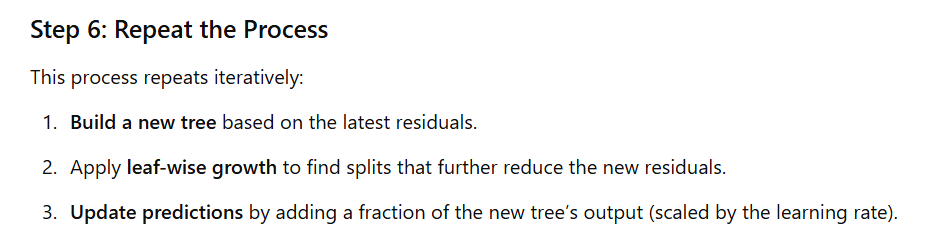 Step 6: Repeat the Process
This process repeats iteratively:
1. Build a new tree based on the latest residuals.
2. Apply leaf-wise growth to find splits that further reduce the new residuals.
3. Update predictions by adding a fraction of the new tree’s output (scaled by the learning rate).